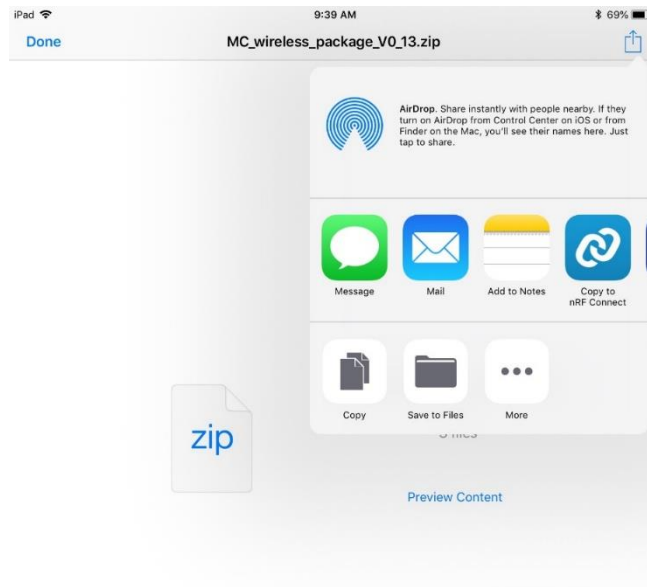 iPad 9:39 AM 69%
Done MC_wireless_package_V0_13.zip
AirDrop. Share instantly with people nearby. If they
turn on AirDrop from Control Center on iOS or from
Finder on the Mac, you'll see their names here. Just
tap to share.
Message Mail Add to Notes Copy to
nRF Connect
Copy Save to Files More
zip
files
Preview Content